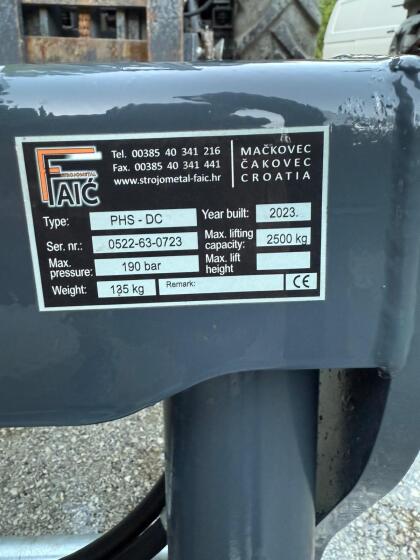 STROJOMETAL
FAIĆ
Tel. 00385 40 341 216
Fax. 00385 40 341 441
www.strojometal-faic.hr
MAČKOVEC
ČAKOVEC
CROATIA
Type: PHS - DC
Year built: 2023.
Ser. nr.: 0522-63-0723
Max. lifting capacity: 2500 kg
Max. pressure: 190 bar
Max. lift height
Weight: 135 kg
Remark:
CE